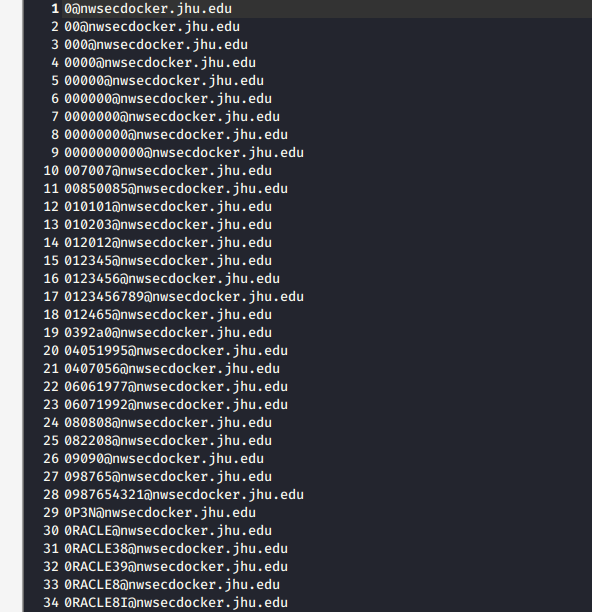 1 0@nwsecdocker.jhu.edu
2 00@nwsecdocker.jhu.edu
3 000@nwsecdocker.jhu.edu
4 0000@nwsecdocker.jhu.edu
5 00000@nwsecdocker.jhu.edu
6 000000@nwsecdocker.jhu.edu
7 0000000@nwsecdocker.jhu.edu
8 00000000@nwsecdocker.jhu.edu
9 0000000000@nwsecdocker.jhu.edu
10 007007@nwsecdocker.jhu.edu
11 00850085@nwsecdocker.jhu.edu
12 010101@nwsecdocker.jhu.edu
13 010203@nwsecdocker.jhu.edu
14 012012@nwsecdocker.jhu.edu
15 012345@nwsecdocker.jhu.edu
16 0123456@nwsecdocker.jhu.edu
17 0123456789@nwsecdocker.jhu.edu
18 012465@nwsecdocker.jhu.edu
19 0392a0@nwsecdocker.jhu.edu
20 04051995@nwsecdocker.jhu.edu
21 0407056@nwsecdocker.jhu.edu
22 06061977@nwsecdocker.jhu.edu
23 06071992@nwsecdocker.jhu.edu
24 080808@nwsecdocker.jhu.edu
25 082208@nwsecdocker.jhu.edu
26 09090@nwsecdocker.jhu.edu
27 098765@nwsecdocker.jhu.edu
28 0987654321@nwsecdocker.jhu.edu
29 0P3N@nwsecdocker.jhu.edu
30 0RACLE@nwsecdocker.jhu.edu
31 0RACLE38@nwsecdocker.jhu.edu
32 0RACLE39@nwsecdocker.jhu.edu
33 0RACLE8@nwsecdocker.jhu.edu
34 0RACLE8I@nwsecdocker.jhu.edu